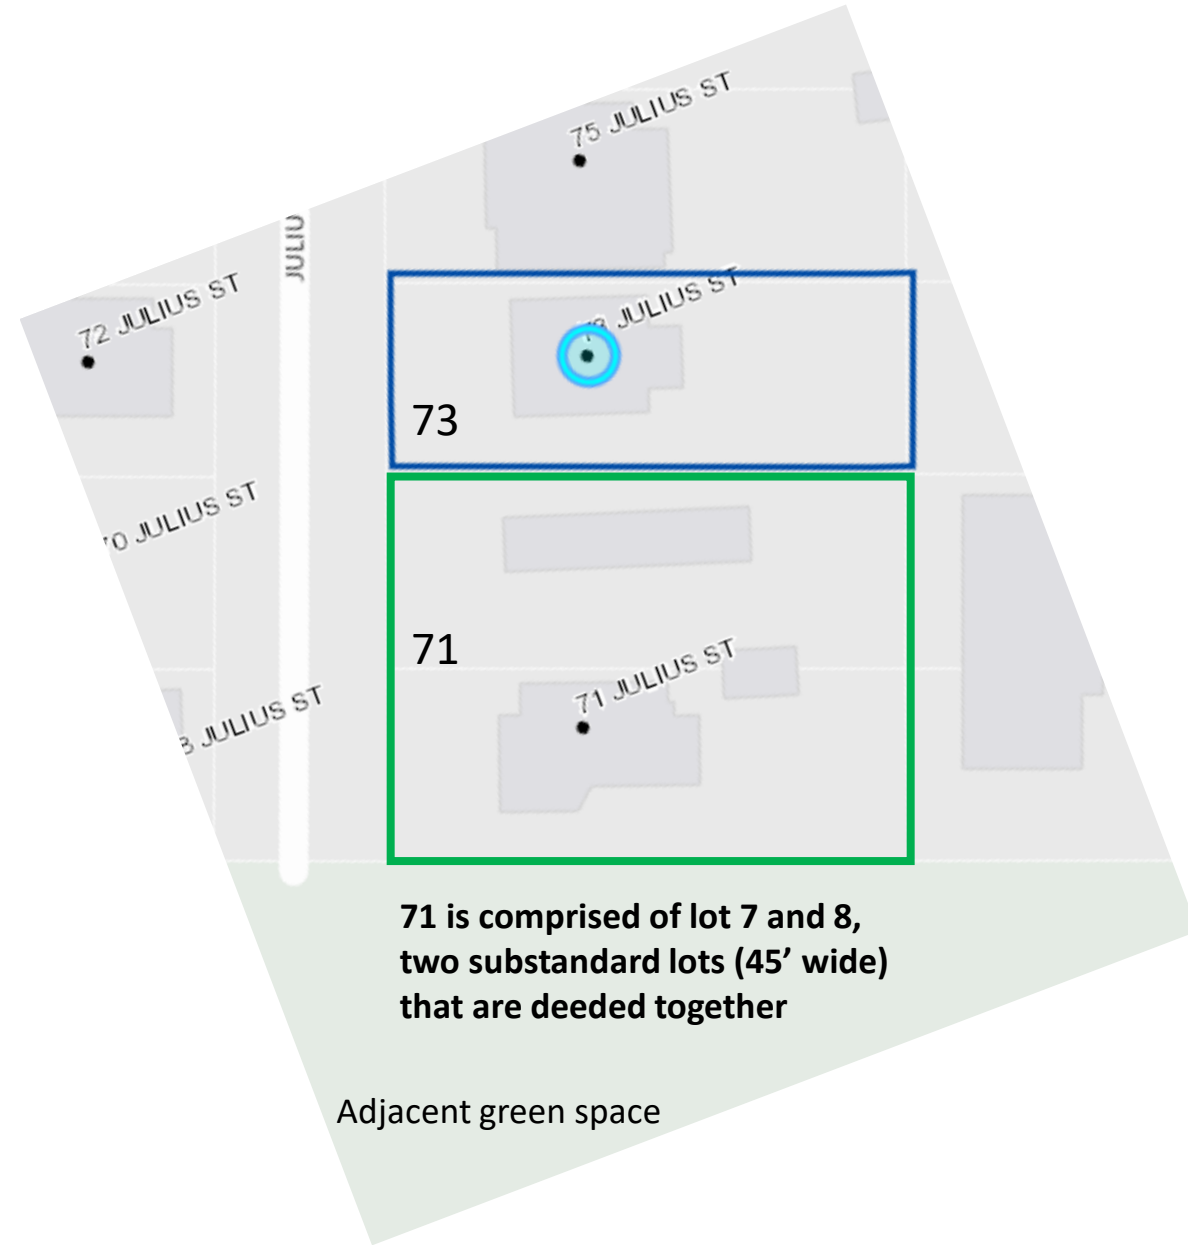 75 JULIUS ST
JULIU
72 JULIUS ST
JULIUS ST
73
JULIUS ST
71
71 JULIUS ST
JULIUS ST
71 is comprised of lot 7 and 8,
two substandard lots (45’ wide)
that are deeded together
Adjacent green space